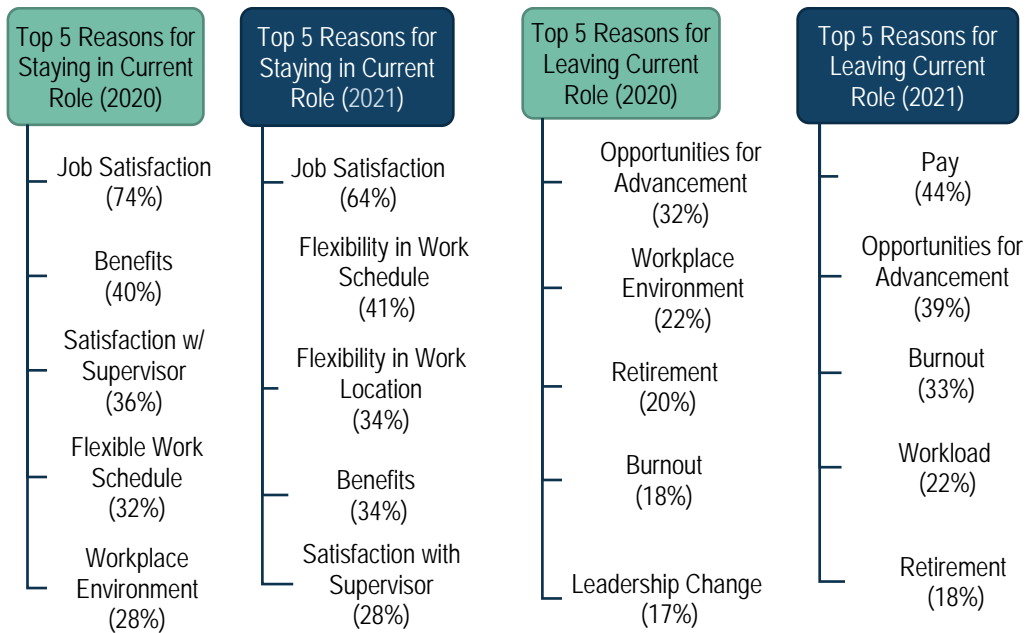 Top 5 Reasons for
Staying in Current
Role (2020)
Job Satisfaction
(74%)
Benefits
(40%)
Satisfaction w/
Supervisor
(36%)
Flexible Work
Schedule
(32%)
Workplace
Environment
(28%)
Top 5 Reasons for
Staying in Current
Role (2021)
Job Satisfaction
(64%)
Flexibility in Work
Schedule
(41%)
Flexibility in Work
Location
(34%)
Benefits
(34%)
Satisfaction with
Supervisor
(28%)
Top 5 Reasons for
Leaving Current
Role (2020)
Opportunities for
Advancement
(32%)
Workplace
Environment
(22%)
Retirement
(20%)
Burnout
(18%)
Leadership Change
(17%)
Top 5 Reasons for
Leaving Current
Role (2021)
Pay
(44%)
Opportunities for
Advancement
(39%)
Burnout
(33%)
Workload
(22%)
Retirement
(18%)